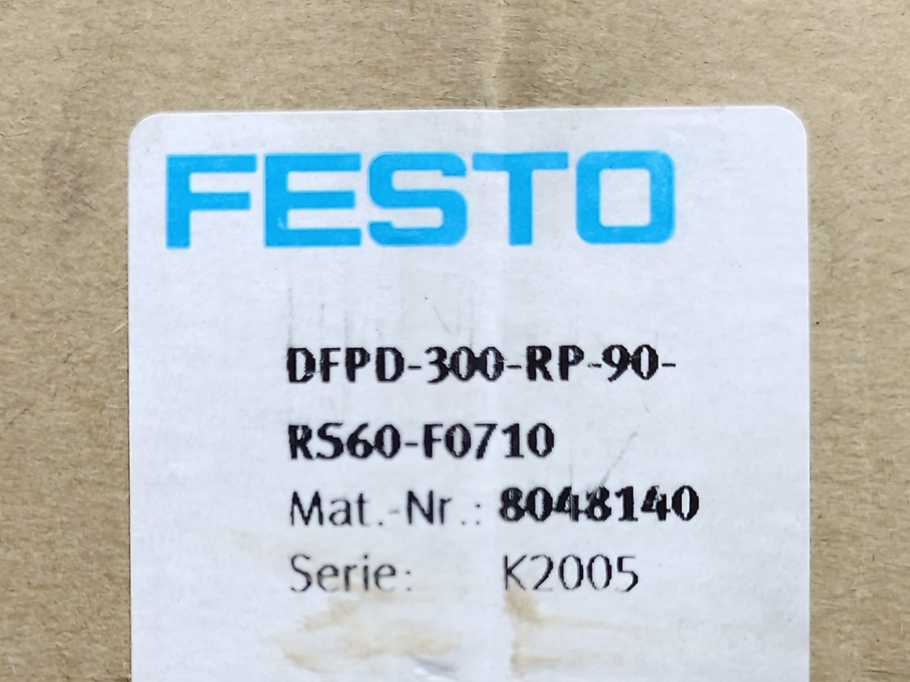 FESTO
DFPD-300-RP-90-
RS60-F0710
Mat.-Nr.: 8048140
Serie: K2005